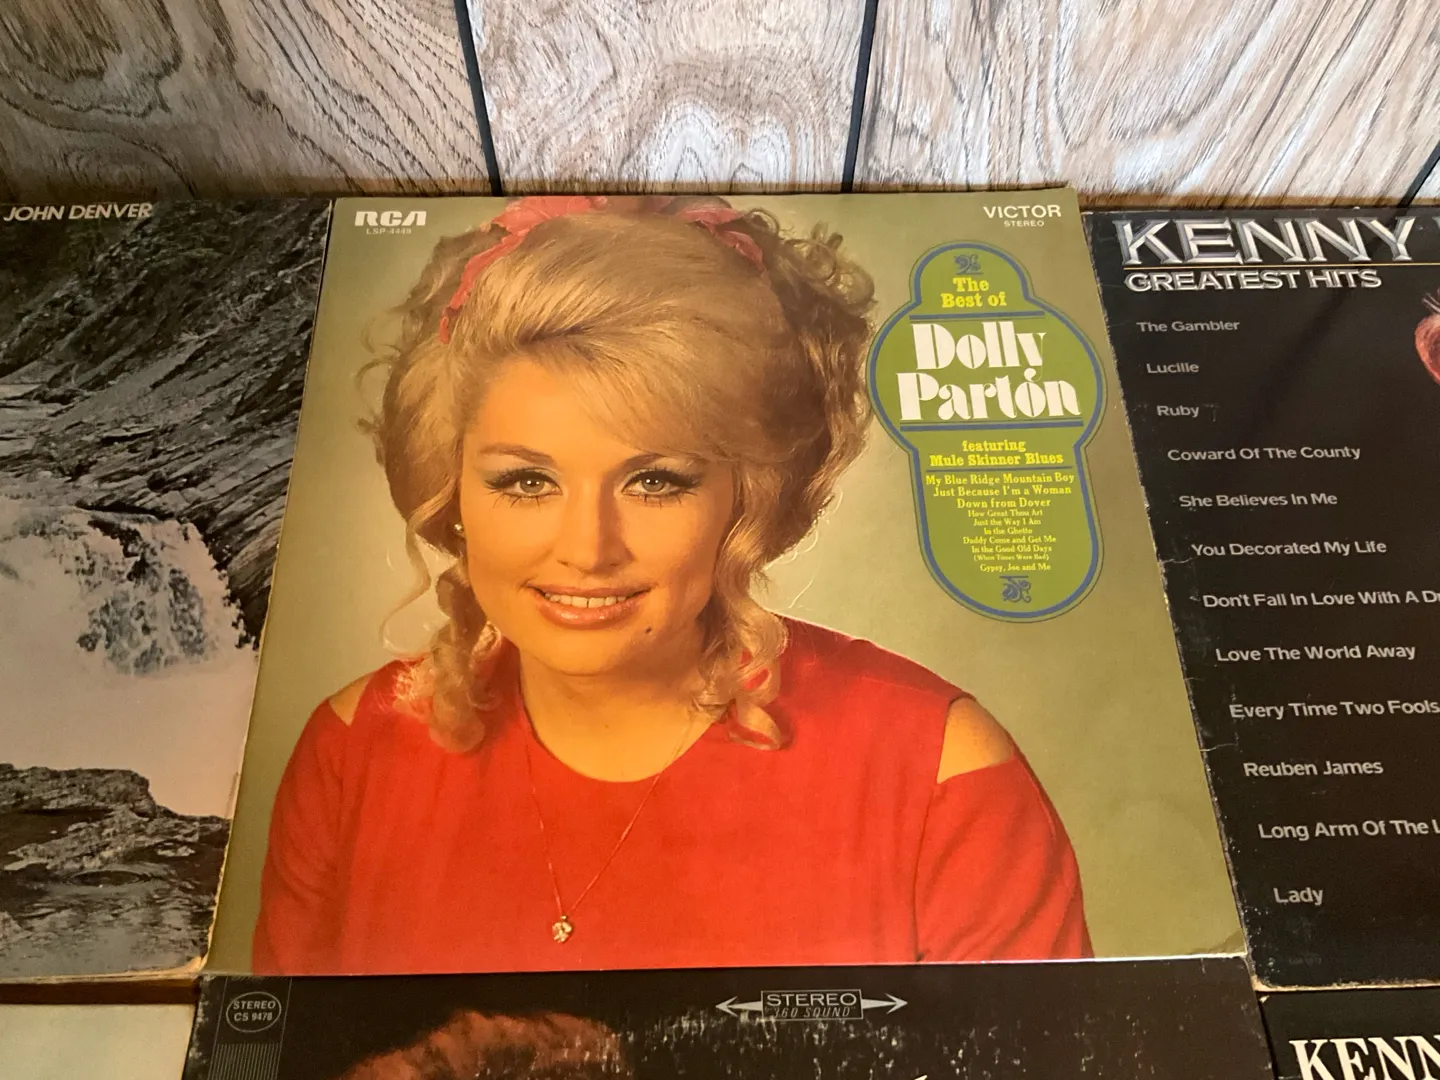 JOHN DENVER
RCA
LSP-4449
VICTOR
STEREO
The
Best of
Dolly
Parton
featuring
Mule Skinner Blues
My Blue Ridge Mountain Boy
Just Because I'm a Woman
Down from Dover
How Great Thou Art
Just the Way I Am
In the Ghetto
Daddy Come and Get Me
In the Good Old Days
(When Times Were Bad)
Gypsy, Joe and Me
KENNY
GREATEST HITS
The Gambler
Lucille
Ruby
Coward Of The County
She Believes In Me
You Decorated My Life
Don't Fall In Love With A
Love The World Away
Every Time Two Fools
Reuben James
Long Arm Of The
Lady
STEREO
CS 9478
STEREO
"360 SOUND"
KENN